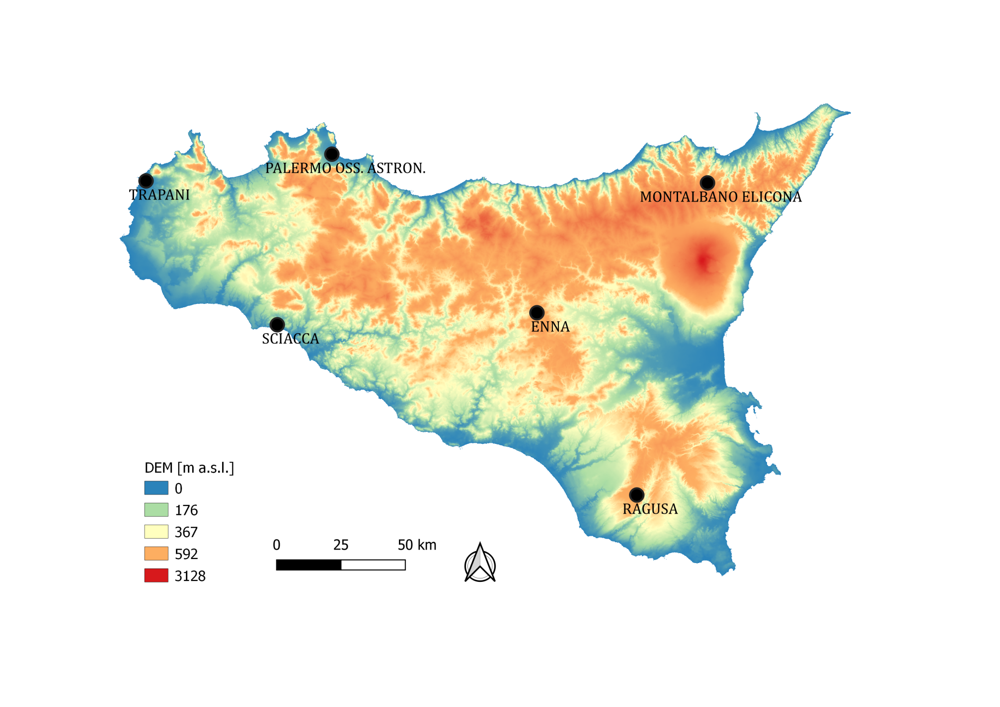 PALERMO OSS. ASTRON.
TRAPANI
MONTALBANO ELICONA
ENNA
SCIACCA
RAGUSA
DEM [m a.s.l.]
0
176
367
592
3128
0 25 50 km